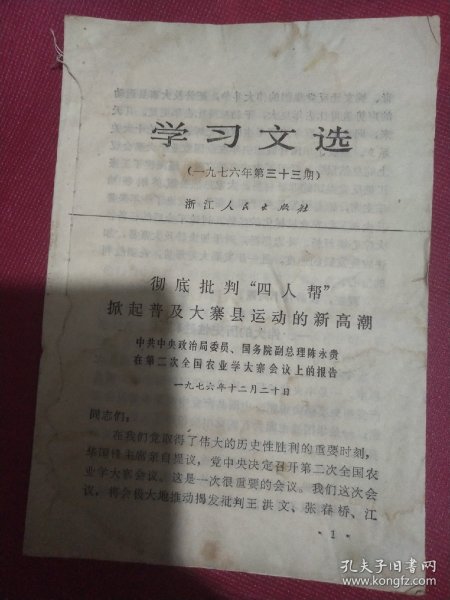 学习文选
(一九七六年第三十三期)
浙江人民出版社
彻底批判“四人帮”
掀起普及大寨县运动的新高潮
中共中央政治局委员、国务院副总理陈永贵
在第二次全国农业学大寨会议上的报告
一九七六年十二月二十日
同志们，
在我们党取得了伟大的历史性胜利的重要时刻，
华国锋主席亲自提议，党中央决定召开第二次全国农
业学大寨会议。这是一次很重要的会议。我们这次会
议，将会极大地推动揭发批判王洪文、张春桥、江
·1·
孔夫子旧书网
www.kongfz.com